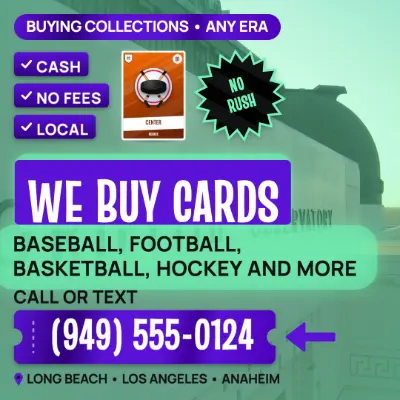 BUYING COLLECTIONS • ANY ERA
CASH
NO FEES
LOCAL
CENTER
NO
RUSH
WE BUY CARDS
OBSERVATORY
BASEBALL, FOOTBALL,
BASKETBALL, HOCKEY AND MORE
CALL OR TEXT
(949) 555-0124
LONG BEACH • LOS ANGELES • ANAHEIM